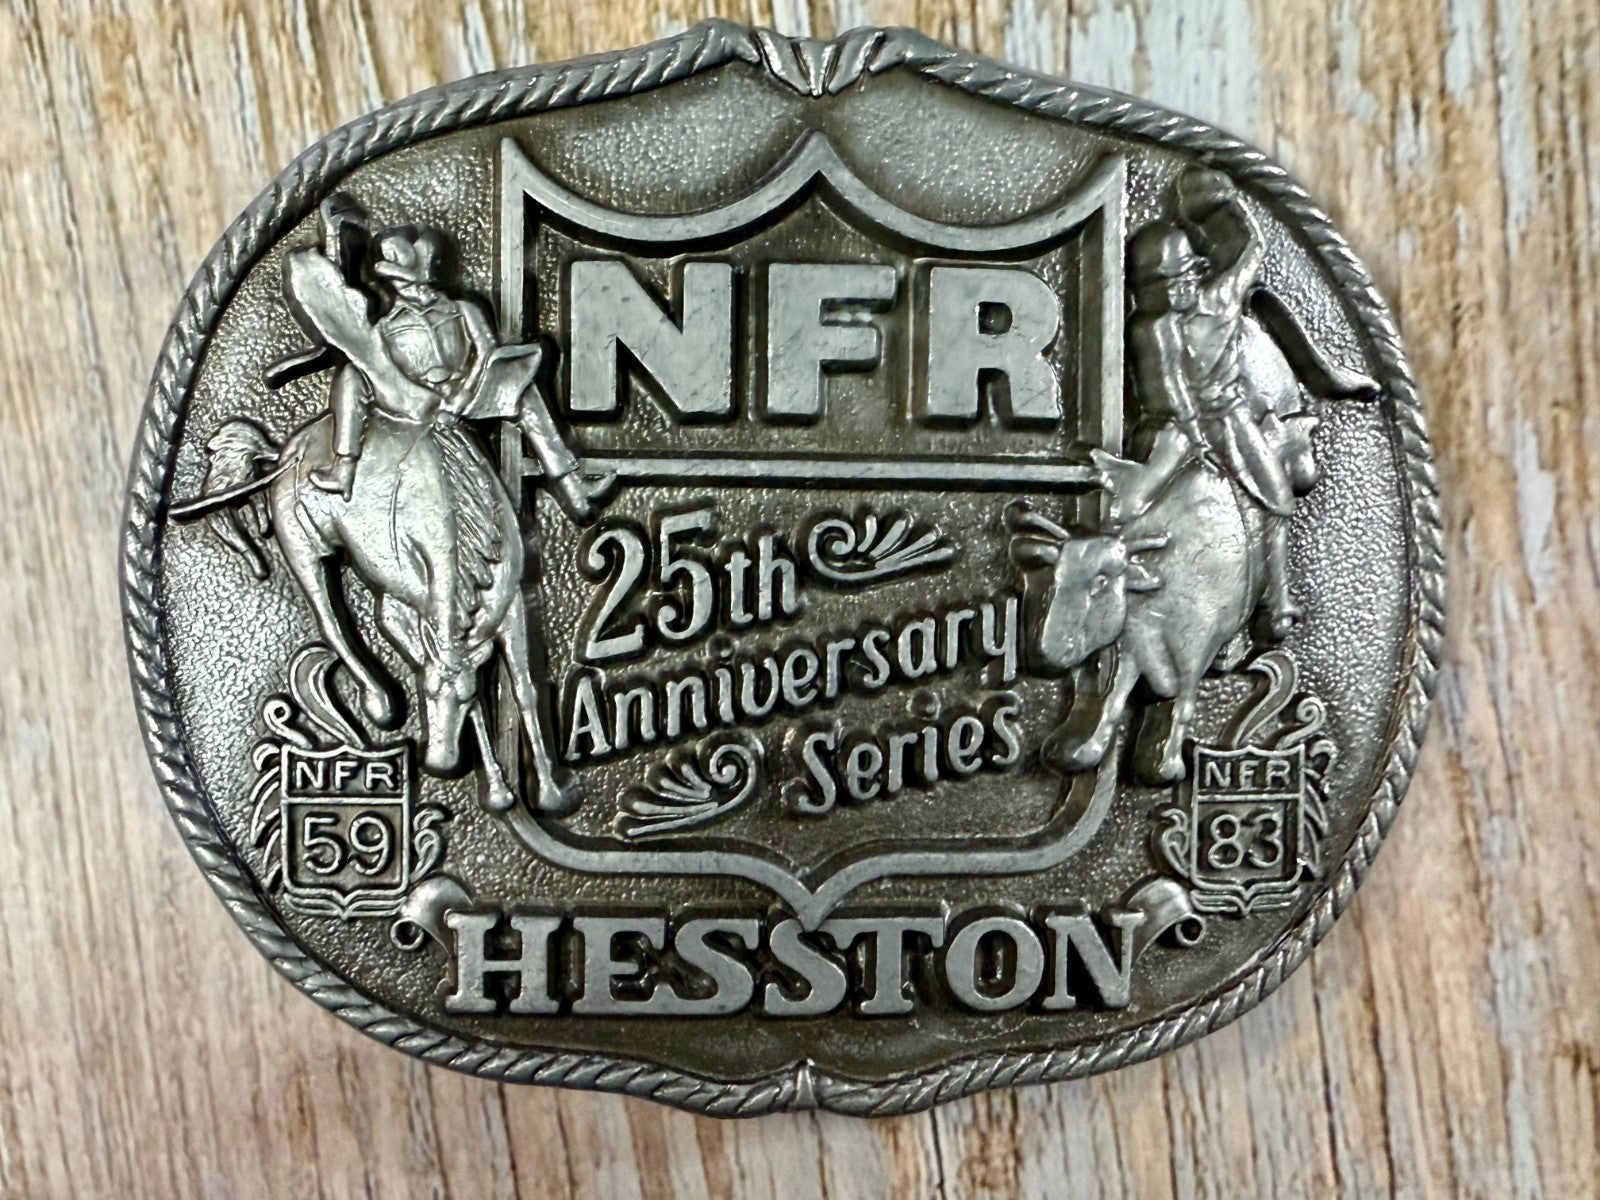 NFR
25th
Anniversary
Series
NFR
59
NFR
83
HESSTON